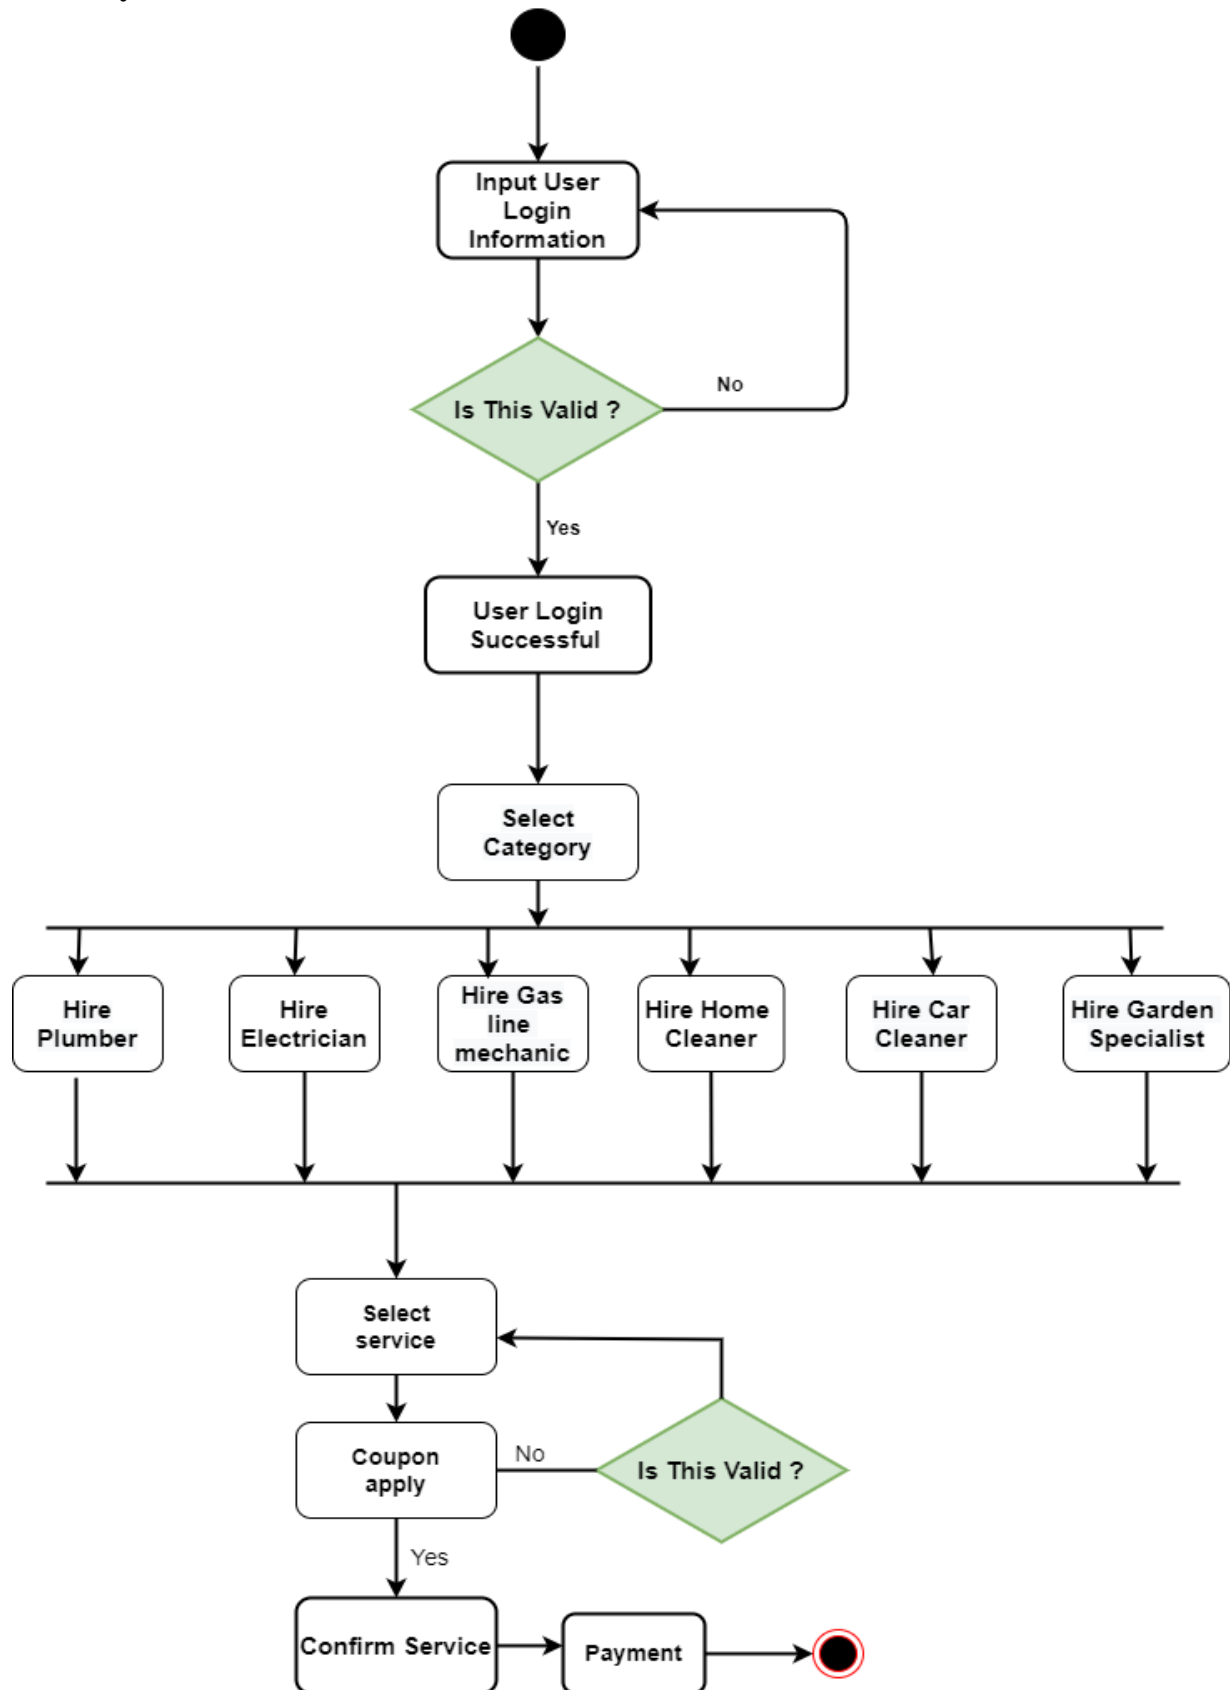 Input User
Login
Information
Is This Valid ?
No
Yes
User Login
Successful
Select
Category
Hire
Plumber
Hire
Electrician
Hire Gas
line
mechanic
Hire Home
Cleaner
Hire Car
Cleaner
Hire Garden
Specialist
Select
service
Coupon
apply
No
Is This Valid ?
Yes
Confirm Service
Payment